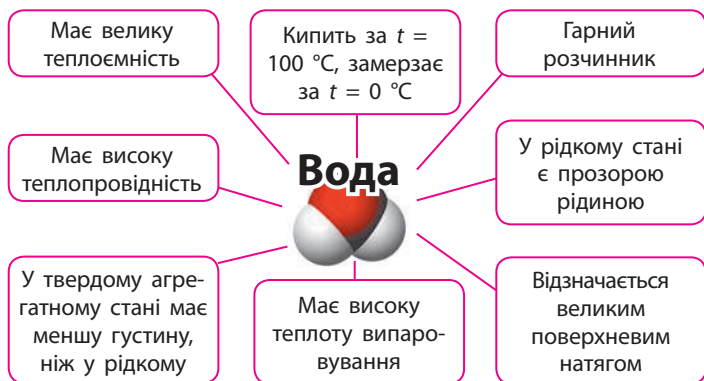 Має велику
теплоємність
Кипить за t =
100 °C, замерзає
за t = 0 °C
Гарний
розчинник
Має високу
теплопровідність
Вода
У рідкому стані
є прозорою
рідиною
У твердому агре-
гатному стані має
меншу густину,
ніж у рідкому
Має високу
теплоту випаро-
вування
Відзначається
великим
поверхневим
натягом